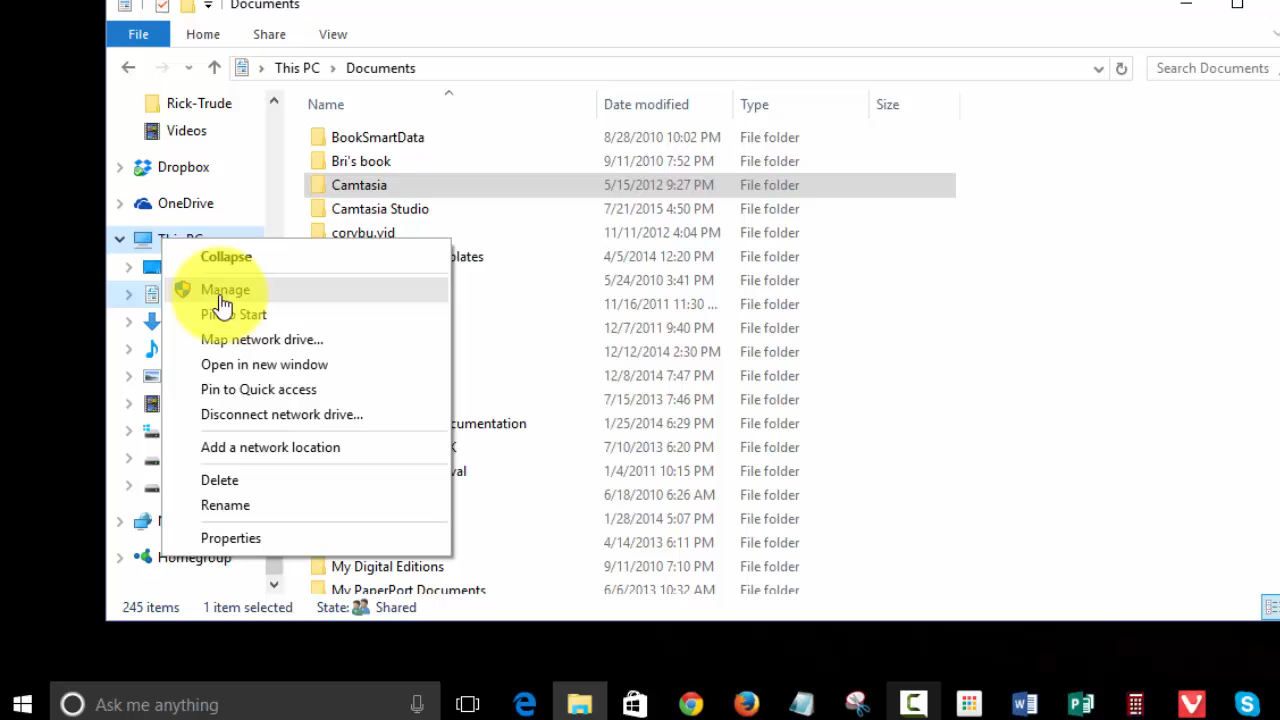 Documents
File Home Share View
This PC Documents Search Documents
Name Date modified Type Size
Rick-Trude
Videos
Dropbox
OneDrive
This PC
Homegroup
BookSmartData 8/28/2010 10:02 PM File folder
Bri's book 9/11/2010 7:52 PM File folder
Camtasia 5/15/2012 9:27 PM File folder
Camtasia Studio 7/21/2015 4:50 PM File folder
corybu.vid 11/11/2012 4:04 PM File folder
plates 4/5/2014 12:20 PM File folder
5/24/2010 3:41 PM File folder
11/16/2011 11:30 ... File folder
12/7/2011 9:40 PM File folder
12/12/2014 2:30 PM File folder
12/8/2014 7:47 PM File folder
7/15/2013 7:46 PM File folder
cumentation 1/25/2014 6:29 PM File folder
K 7/10/2013 6:20 PM File folder
val 1/4/2011 10:15 PM File folder
6/18/2010 6:26 AM File folder
1/28/2014 5:07 PM File folder
4/14/2013 6:11 PM File folder
My Digital Editions 9/11/2010 7:10 PM File folder
My PaperPort Documents 6/6/2013 10:32 AM File folder
Collapse
Manage
Pin to Start
Map network drive...
Open in new window
Pin to Quick access
Disconnect network drive...
Add a network location
Delete
Rename
Properties
245 items 1 item selected State: Shared
Ask me anything